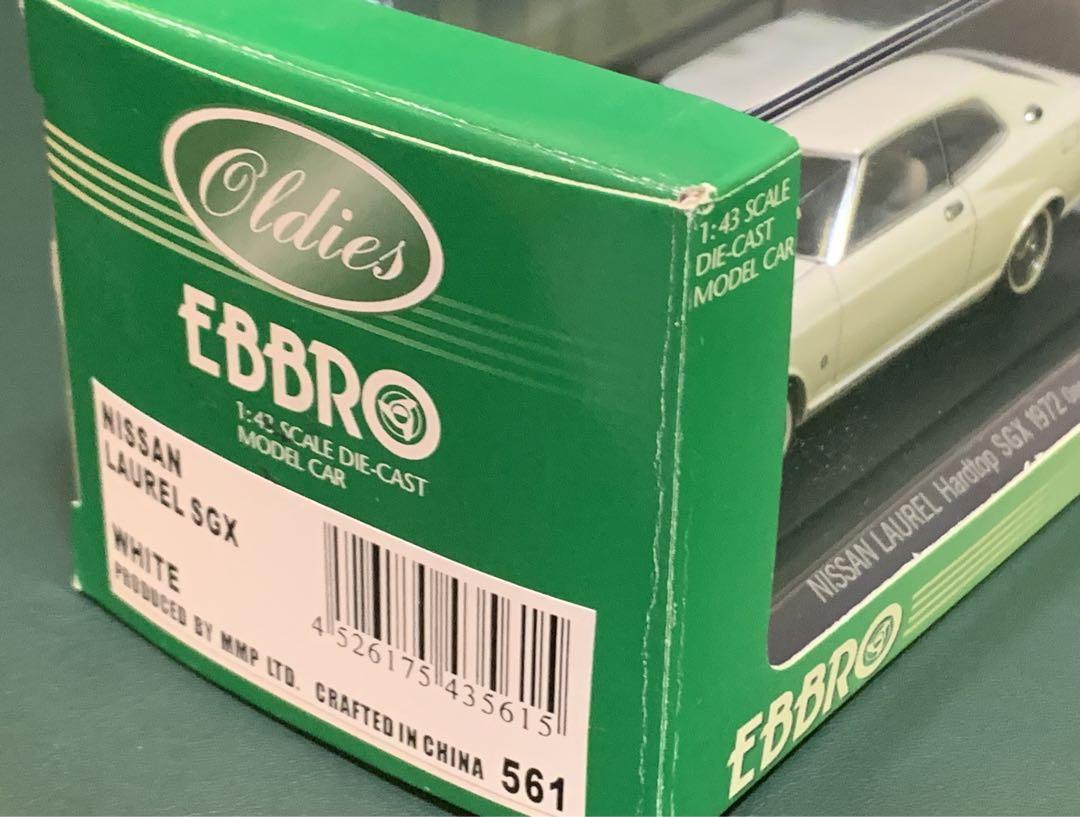 Oldies
EBBRO
1:43 SCALE DIE-CAST
MODEL CAR
NISSAN
LAUREL SGX
WHITE
PRODUCED BY MMP LTD. CRAFTED IN CHINA 561
4 526175 435615
1:43 SCALE
DIE-CAST
MODEL CAR
NISSAN LAUREL Hardtop SGX 1972
EBBRO